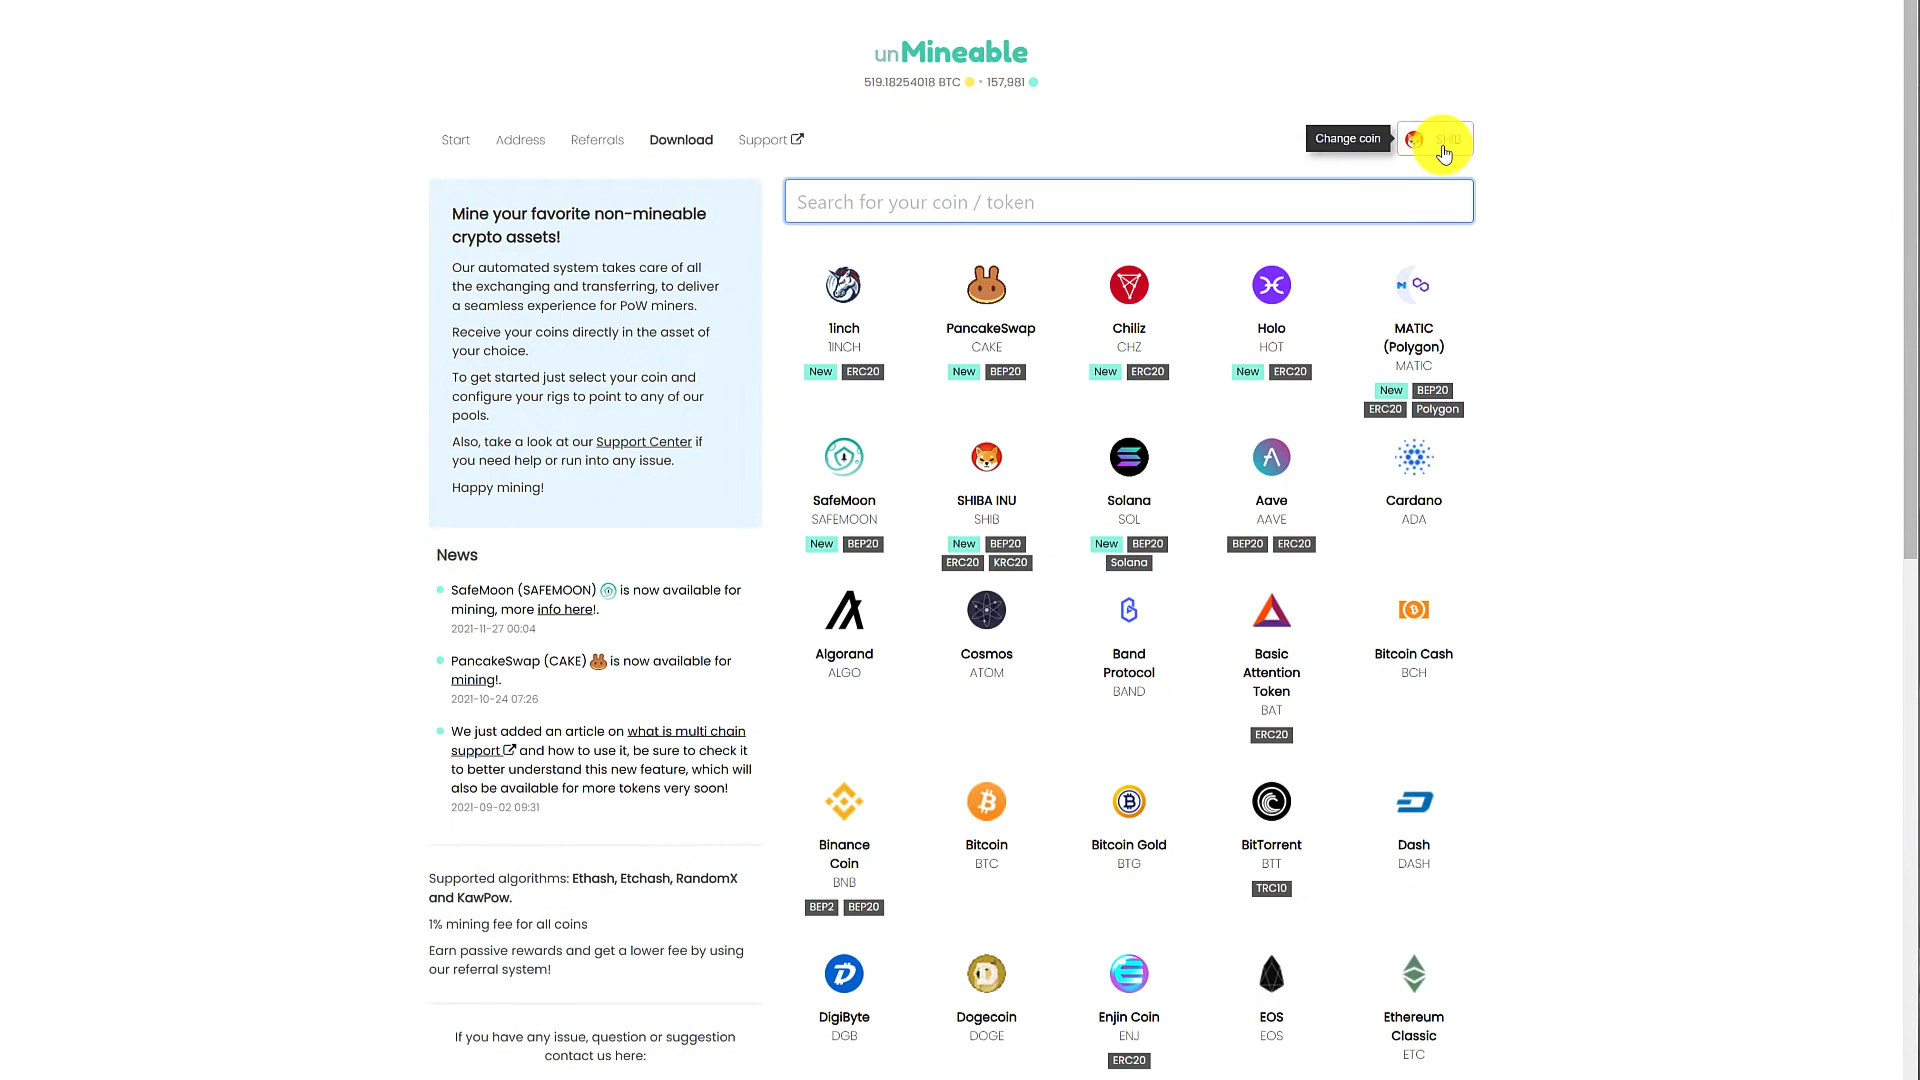 unMineable
519.18254018 BTC • 157,981
Start Address Referrals Download Support
Change coin
SHIB
Mine your favorite non-mineable
crypto assets!
Our automated system takes care of all
the exchanging and transferring, to deliver
a seamless experience for PoW miners.
Receive your coins directly in the asset of
your choice.
To get started just select your coin and
configure your rigs to point to any of our
pools.
Also, take a look at our Support Center if
you need help or run into any issue.
Happy mining!
News
SafeMoon (SAFEMOON) is now available for
mining, more info here!.
2021-11-27 00:04
PancakeSwap (CAKE) is now available for
mining!.
2021-10-24 07:26
We just added an article on what is multi chain
support and how to use it, be sure to check it
to better understand this new feature, which will
also be available for more tokens very soon!
2021-09-02 09:31
Supported algorithms: Ethash, Etchash, RandomX
and KawPow.
1% mining fee for all coins
Earn passive rewards and get a lower fee by using
our referral system!
If you have any issue, question or suggestion
contact us here:
Search for your coin / token
1inch
1INCH
New ERC20
PancakeSwap
CAKE
New BEP20
Chiliz
CHZ
New ERC20
Holo
HOT
New ERC20
MATIC
(Polygon)
MATIC
New BEP20
ERC20 Polygon
SafeMoon
SAFEMOON
New BEP20
SHIBA INU
SHIB
New BEP20
ERC20 KRC20
Solana
SOL
New BEP20
Solana
Aave
AAVE
BEP20 ERC20
Cardano
ADA
Algorand
ALGO
Cosmos
ATOM
Band
Protocol
BAND
Basic
Attention
Token
BAT
ERC20
Bitcoin Cash
BCH
Binance
Coin
BNB
BEP2 BEP20
Bitcoin
BTC
Bitcoin Gold
BTG
BitTorrent
BTT
TRC10
Dash
DASH
DigiByte
DGB
Dogecoin
DOGE
Enjin Coin
ENJ
ERC20
EOS
EOS
Ethereum
Classic
ETC